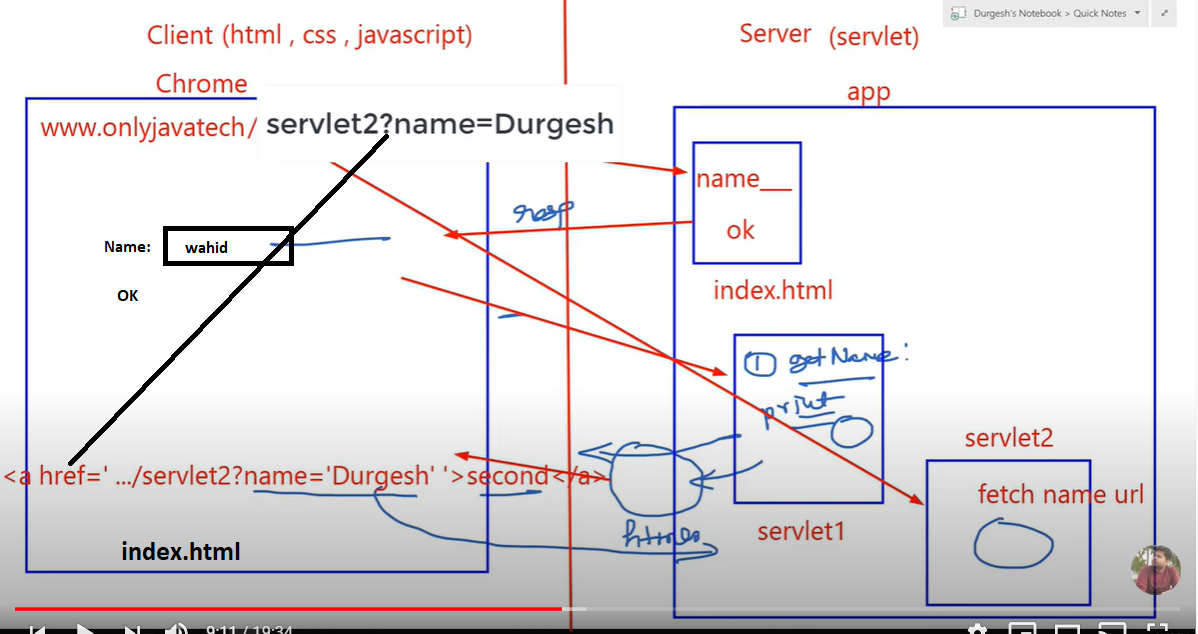 Durgesh's Notebook > Quick Notes
Client (html , css , javascript)
Server (servlet)
Chrome
app
www.onlyjavatech/ servlet2?name=Durgesh
name__
resp
ok
Name: wahid
OK
index.html
① getName:
print
servlet2
<a href=' .../servlet2?name='Durgesh' '>second</a>
fetch name url
servlet1
index.html
9:11 / 19:34